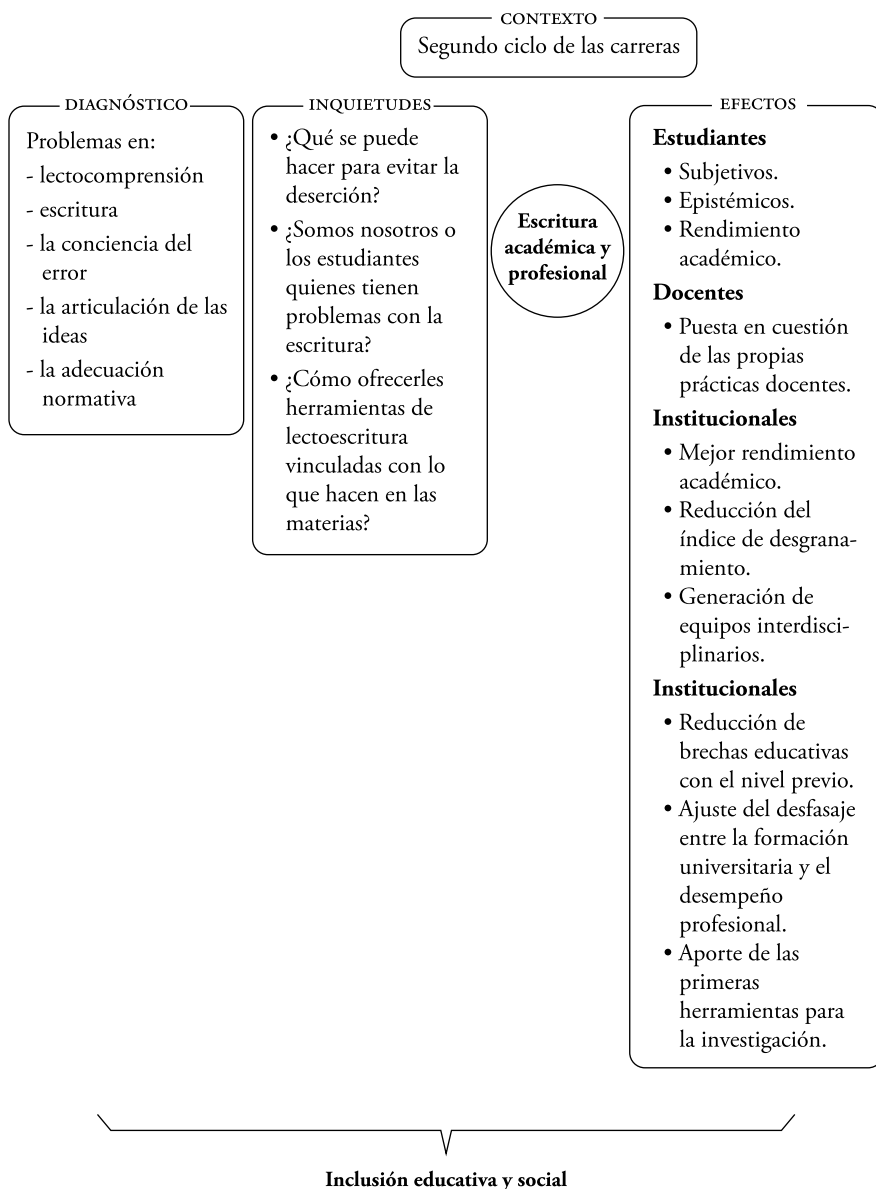 CONTEXTO
Segundo ciclo de las carreras
DIAGNÓSTICO
Problemas en:
- lectocomprensión
- escritura
- la conciencia del
error
- la articulación de las
ideas
- la adecuación
normativa
INQUIETUDES
• ¿Qué se puede
hacer para evitar la
deserción?
• ¿Somos nosotros o
los estudiantes
quienes tienen
problemas con la
escritura?
• ¿Cómo ofrecerles
herramientas de
lectoescritura
vinculadas con lo
que hacen en las
materias?
Escritura
académica y
profesional
EFECTOS
Estudiantes
• Subjetivos.
• Epistémicos.
• Rendimiento
académico.
Docentes
• Puesta en cuestión
de las propias
prácticas docentes.
Institucionales
• Mejor rendimiento
académico.
• Reducción del
índice de desgrana-
miento.
• Generación de
equipos interdisci-
plinarios.
Institucionales
• Reducción de
brechas educativas
con el nivel previo.
• Ajuste del desfasaje
entre la formación
universitaria y el
desempeño
profesional.
• Aporte de las
primeras
herramientas para
la investigación.
Inclusión educativa y social